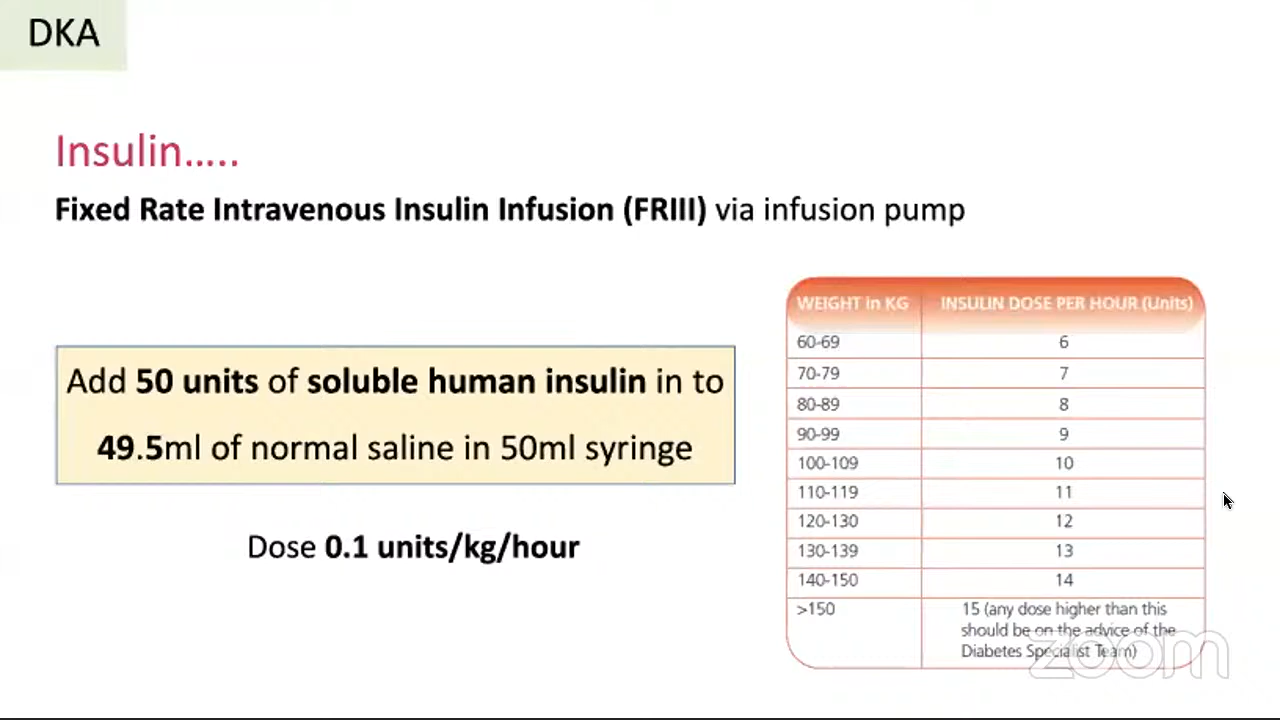 DKA
Insulin.....
Fixed Rate Intravenous Insulin Infusion (FRIII) via infusion pump
Add 50 units of soluble human insulin in to
49.5ml of normal saline in 50ml syringe
Dose 0.1 units/kg/hour
WEIGHT in KG INSULIN DOSE PER HOUR (Units)
60-69 6
70-79 7
80-89 8
90-99 9
100-109 10
110-119 11
120-130 12
130-139 13
140-150 14
>150 15 (any dose higher than this
should be on the advice of the
Diabetes Specialist Team)
zoom